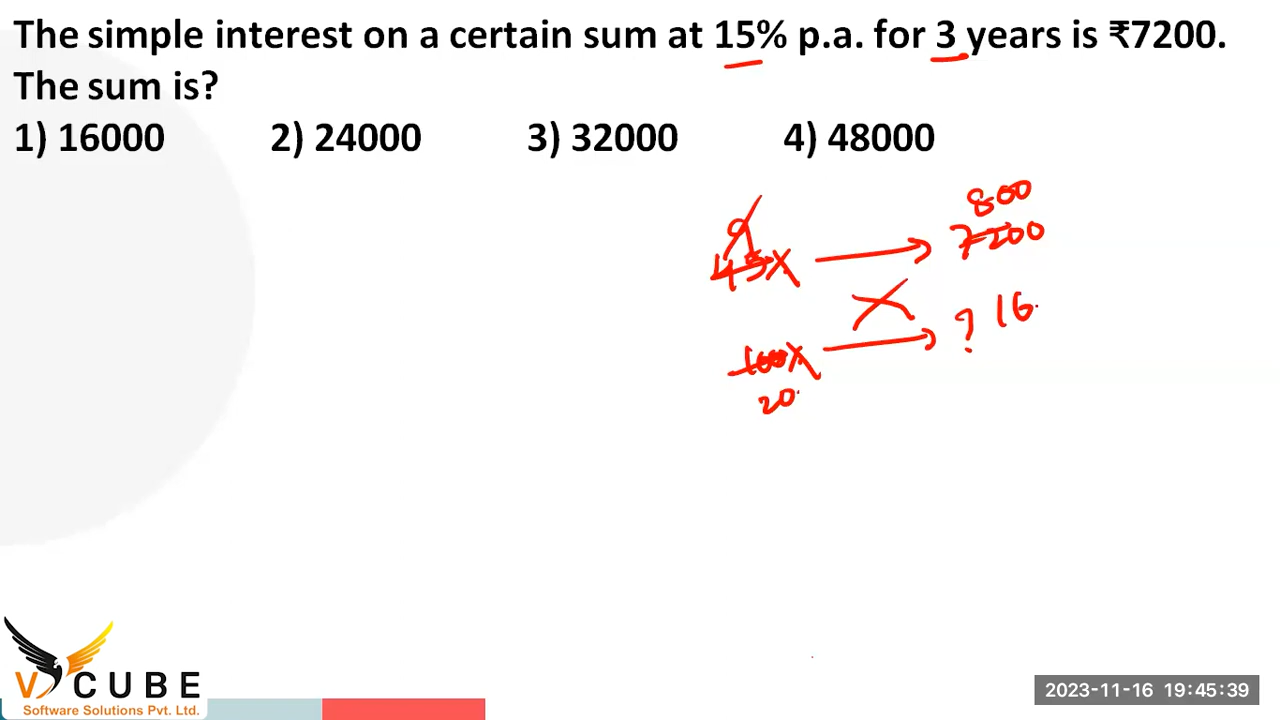 The simple interest on a certain sum at 15% p.a. for 3 years is ₹7200.
The sum is?
1) 16000 2) 24000 3) 32000 4) 48000
800
9
45% 7200
? 16
100%
20
V CUBE
Software Solutions Pvt. Ltd.
2023-11-16 19:45:39